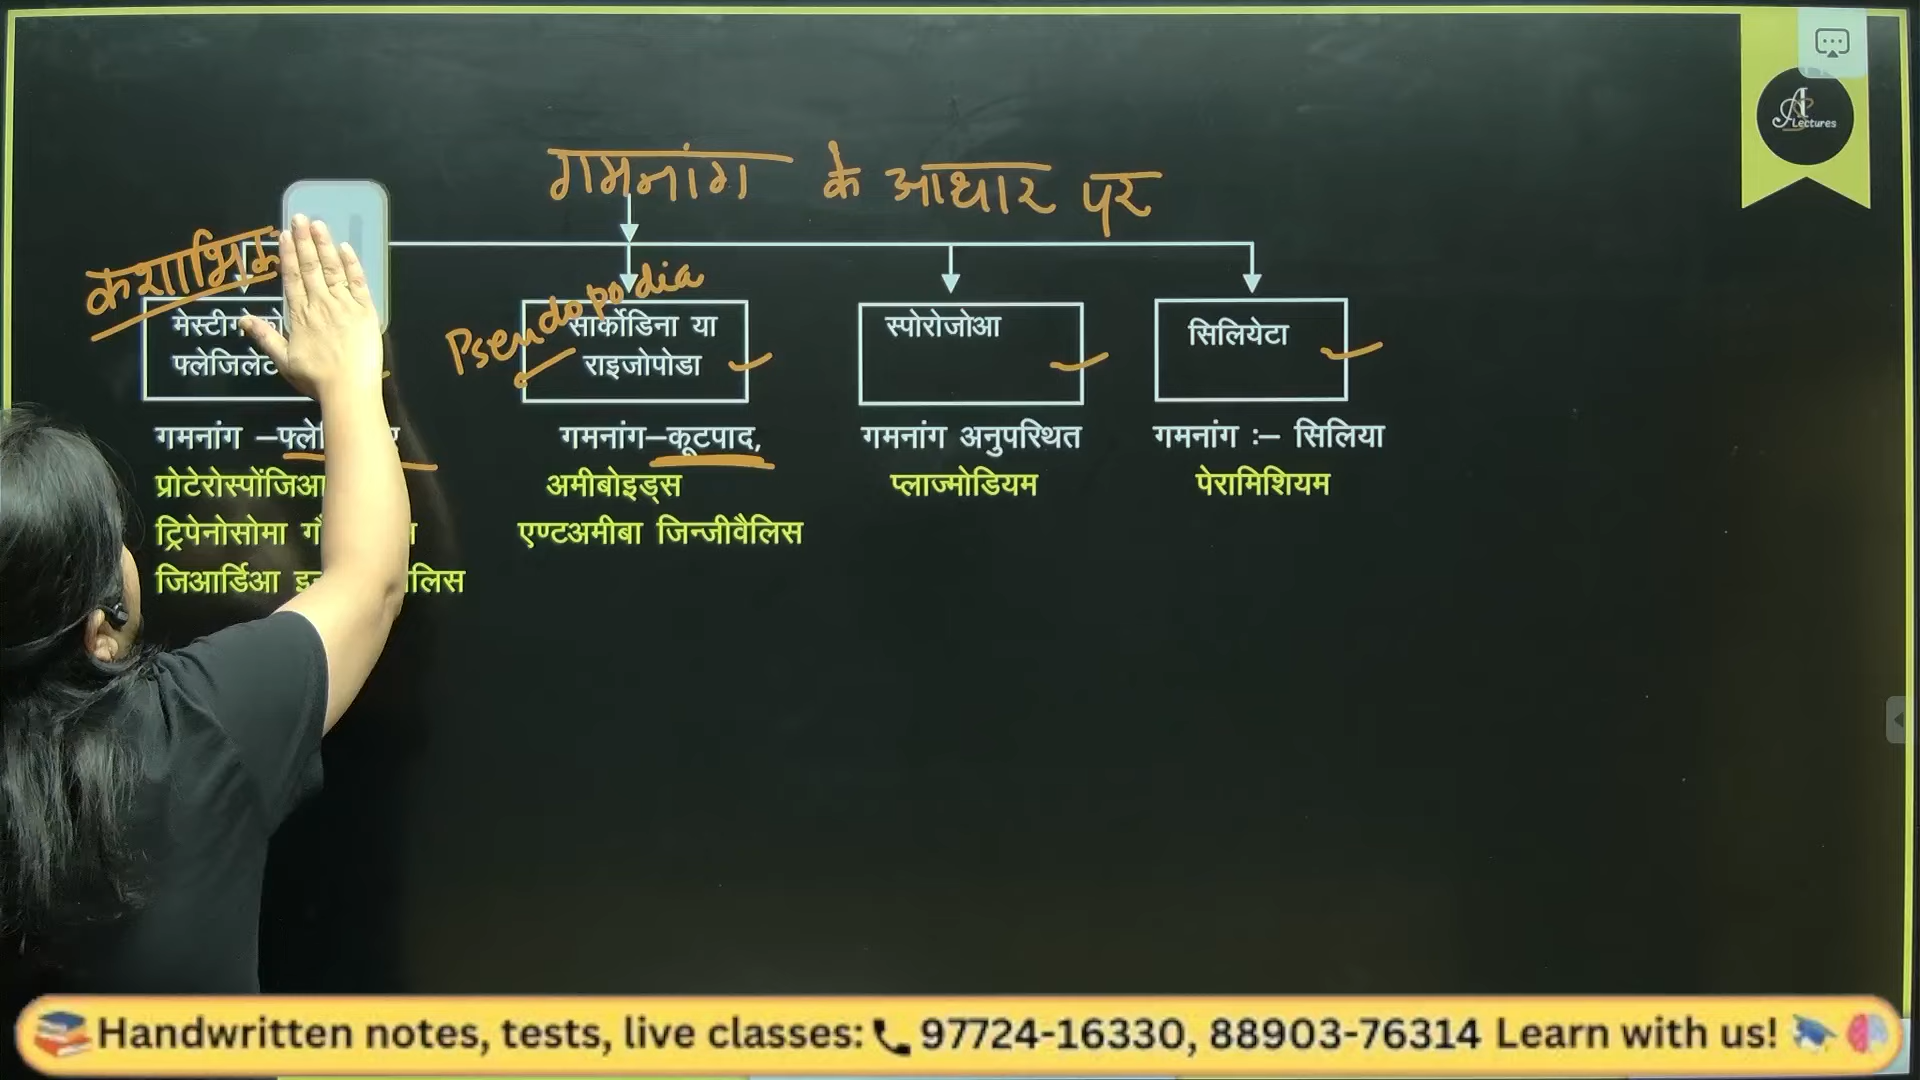 गमनांग के आधार पर
कशाभिक
Pseudopodia
सार्कोडिना या
राइजोपोडा
स्पोरोजोआ
सिलियेटा
गमनांग –
गमनांग–कूटपाद,
गमनांग अनुपस्थित
गमनांग :– सिलिया
प्रोटेरोस्पोंजिआ
अमीबोइड्स
प्लाज्मोडियम
पेरामिशियम
ट्रिपेनोसोमा
एण्टअमीबा जिन्जीवैलिस
जिआर्डिआ
A
S
Lectures
Handwritten notes, tests, live classes: 97724-16330, 88903-76314 Learn with us!